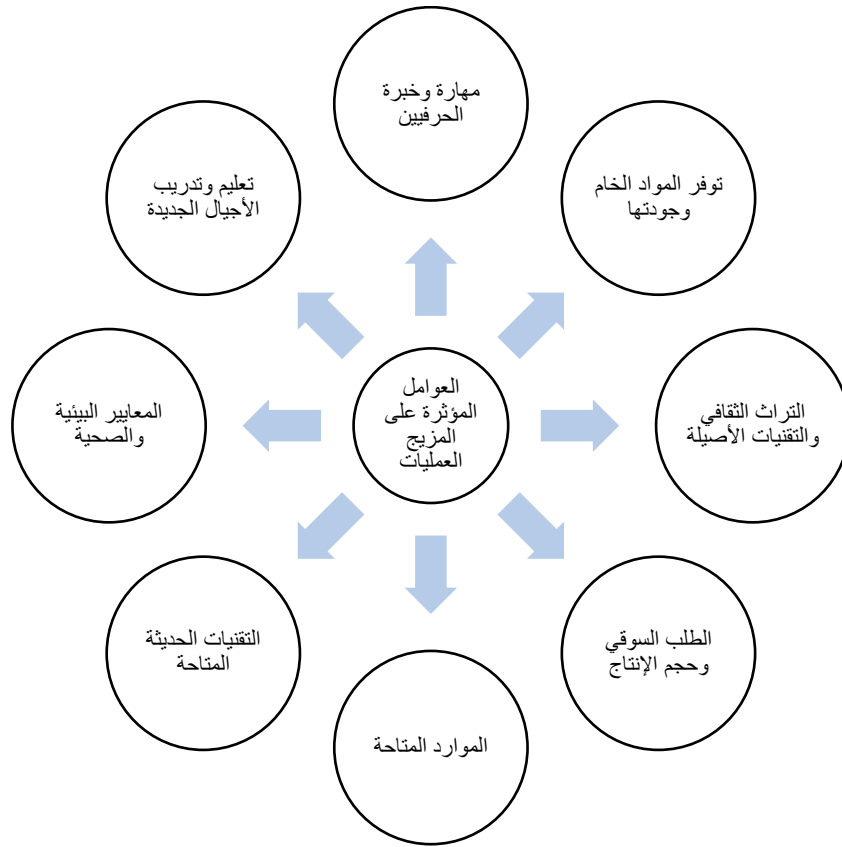 مهارة وخبرة
الحرفيين
توفر المواد الخام
وجودتها
التراث الثقافي
والتقنيات الأصيلة
الطلب السوقي
وحجم الإنتاج
الموارد المتاحة
التقنيات الحديثة
المتاحة
المعايير البيئية
والصحية
تعليم وتدريب
الأجيال الجديدة
العوامل
المؤثرة على
المزيج
العمليات